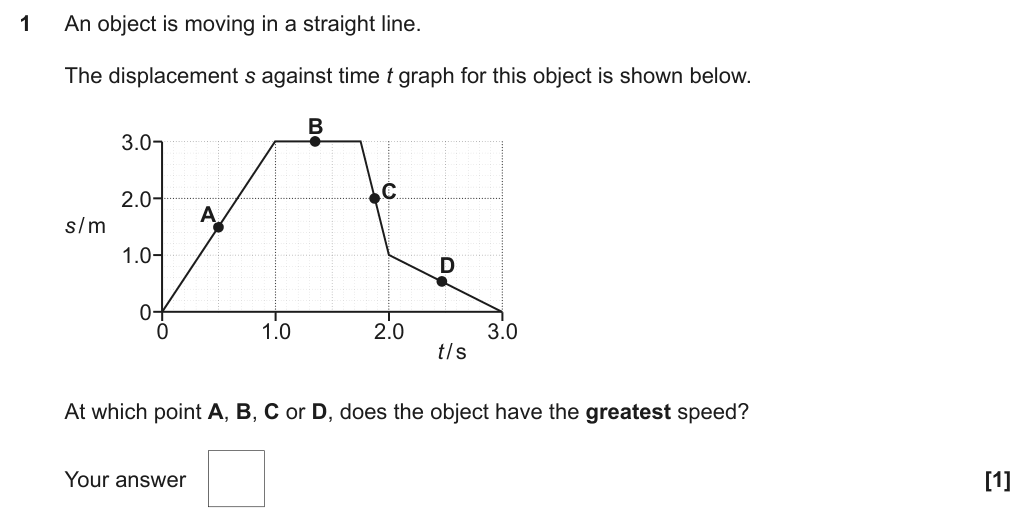 1 An object is moving in a straight line.
The displacement s against time t graph for this object is shown below.
B
3.0
C
2.0
A
s/m
1.0
D
0
0 1.0 2.0 3.0
t/s
At which point A, B, C or D, does the object have the greatest speed?
Your answer [1]